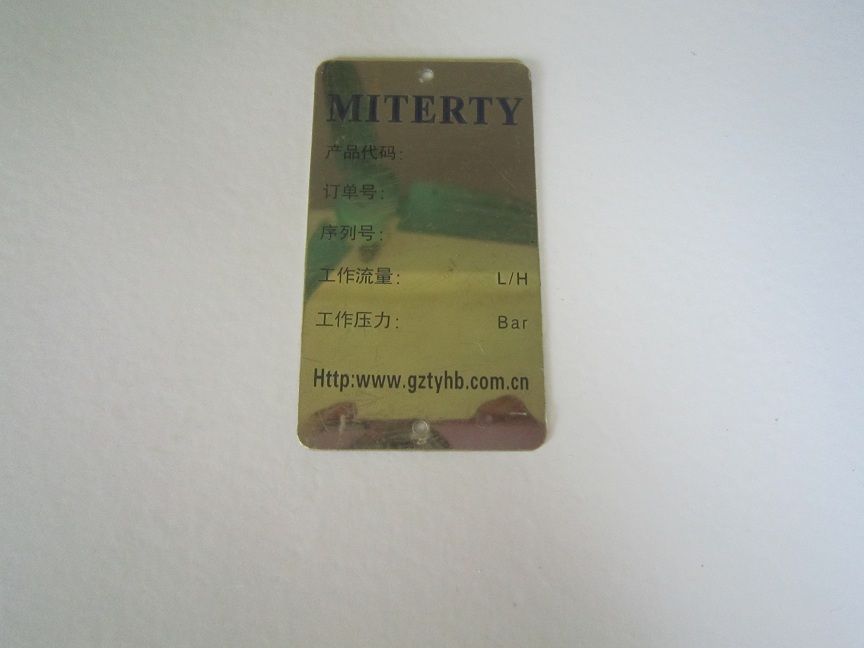 MITERTY
产品代码:
订单号:
序列号:
工作流量: L/H
工作压力: Bar
Http:www.gztyhb.com.cn